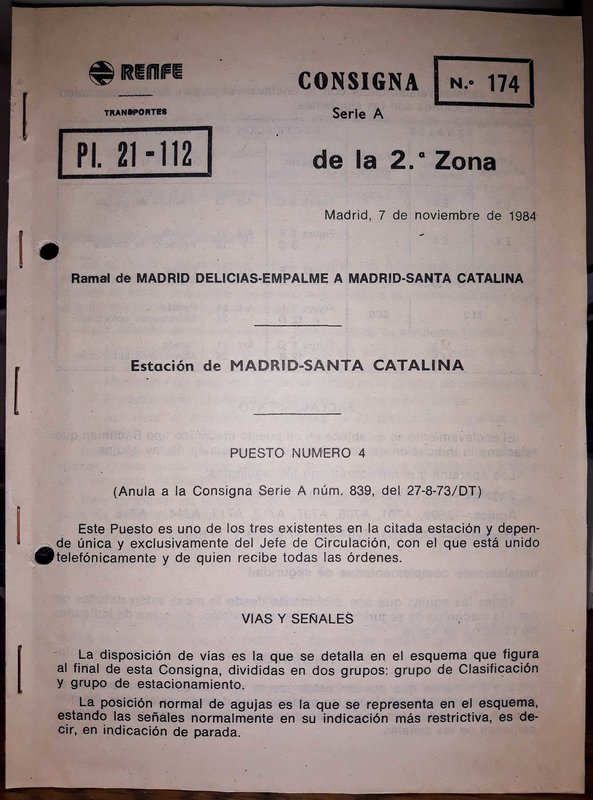 RENFE
TRANSPORTES
Pl. 21-112
CONSIGNA N.º 174
Serie A
de la 2.ª Zona
Madrid, 7 de noviembre de 1984
Ramal de MADRID DELICIAS-EMPALME A MADRID-SANTA CATALINA
Estación de MADRID-SANTA CATALINA
PUESTO NUMERO 4
(Anula a la Consigna Serie A núm. 839, del 27-8-73/DT)
Este Puesto es uno de los tres existentes en la citada estación y depen-
de única y exclusivamente del Jefe de Circulación, con el que está unido
telefónicamente y de quien recibe todas las órdenes.
VIAS Y SEÑALES
La disposición de vías es la que se detalla en el esquema que figura
al final de esta Consigna, divididas en dos grupos: grupo de Clasificación
y grupo de estacionamiento.
La posición normal de agujas es la que se representa en el esquema,
estando las señales normalmente en su indicación más restrictiva, es de-
cir, en indicación de parada.